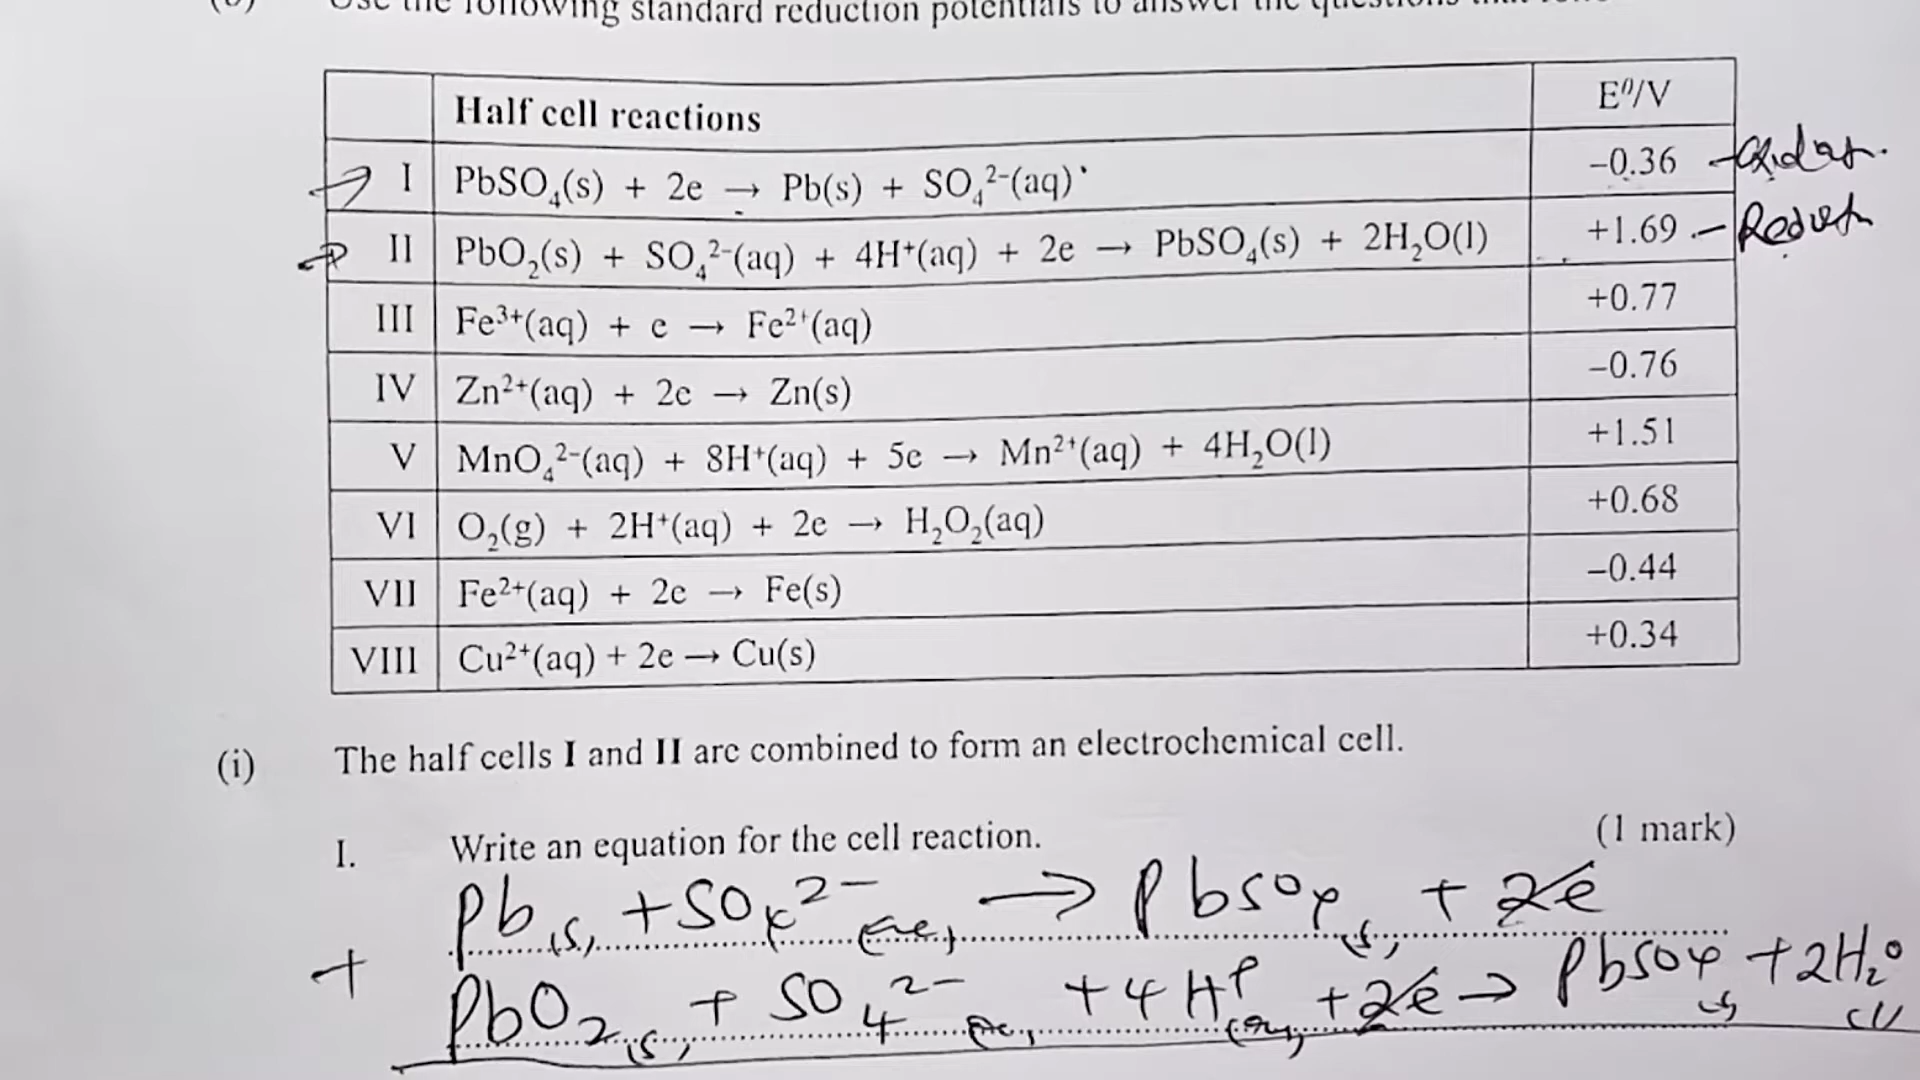 Use the following standard reduction potentials to answer the questions that
Half cell reactions E⁰/V
I PbSO₄(s) + 2e → Pb(s) + SO₄²⁻(aq) −0.36 Oxidat.
II PbO₂(s) + SO₄²⁻(aq) + 4H⁺(aq) + 2e → PbSO₄(s) + 2H₂O(l) +1.69 – Reduct
III Fe³⁺(aq) + e → Fe²⁺(aq) +0.77
IV Zn²⁺(aq) + 2e → Zn(s) −0.76
V MnO₄²⁻(aq) + 8H⁺(aq) + 5e → Mn²⁺(aq) + 4H₂O(l) +1.51
VI O₂(g) + 2H⁺(aq) + 2e → H₂O₂(aq) +0.68
VII Fe²⁺(aq) + 2e → Fe(s) −0.44
VIII Cu²⁺(aq) + 2e → Cu(s) +0.34
(i) The half cells I and II are combined to form an electrochemical cell.
I. Write an equation for the cell reaction. (1 mark)
Pb(s) + SO₄²⁻(aq) → PbSO₄(s) + 2e
+ PbO₂(s) + SO₄²⁻(aq) + 4H⁺(aq) + 2e → PbSO₄(s) + 2H₂O(l)